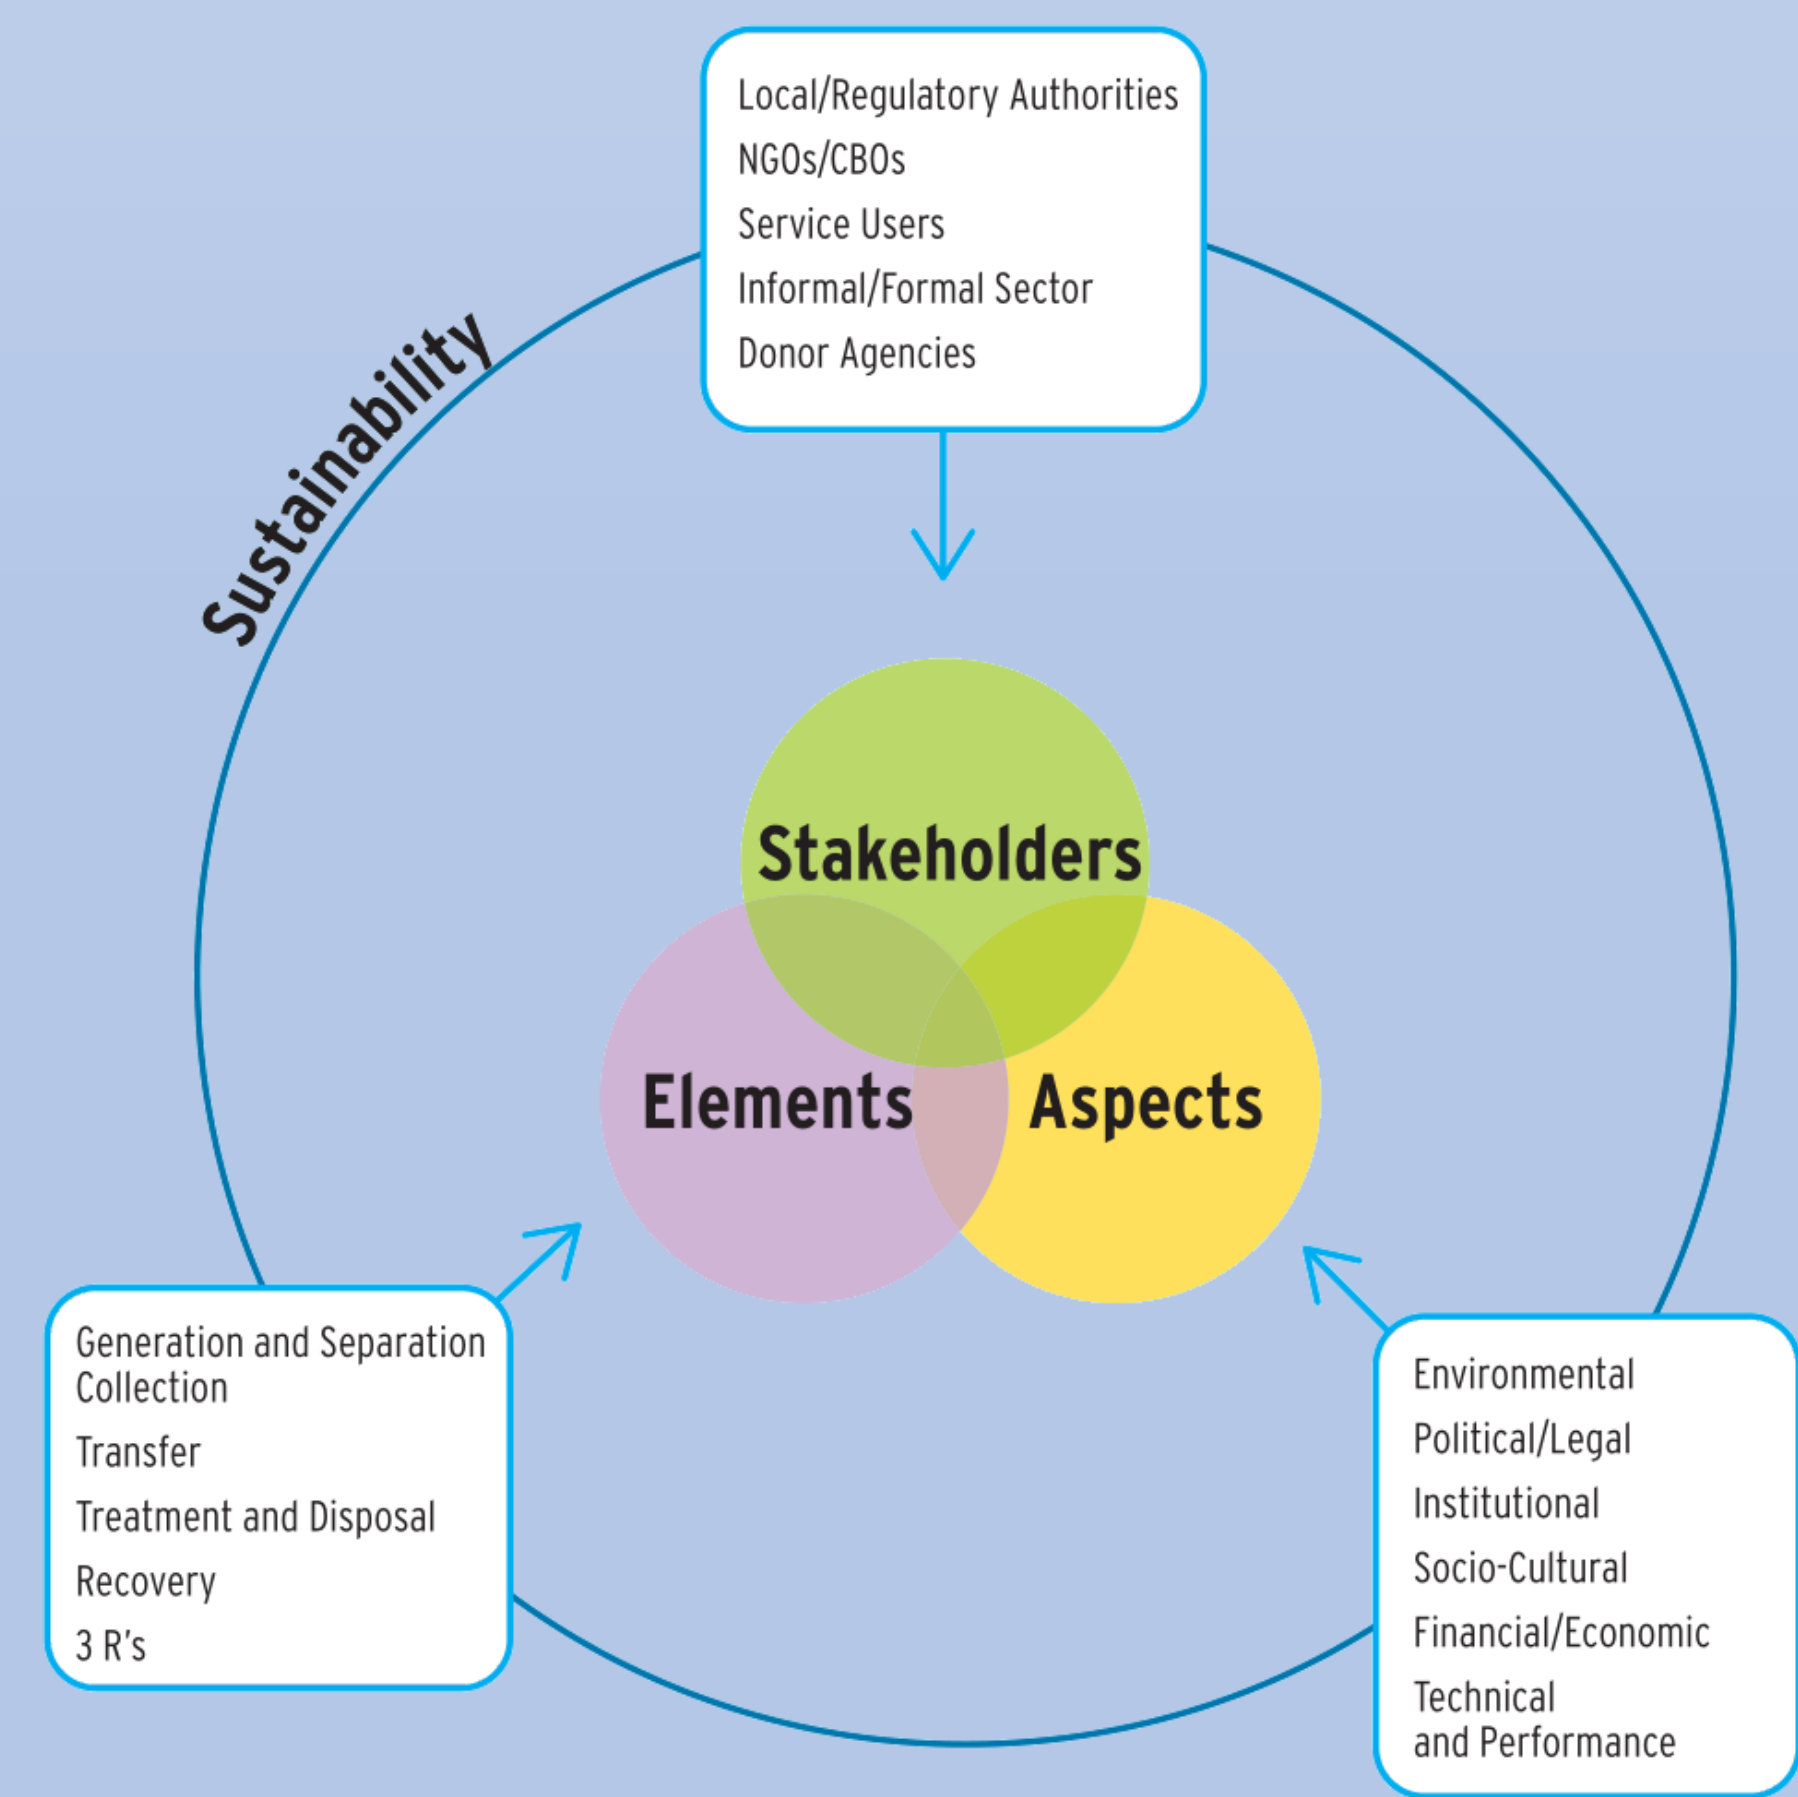 Local/Regulatory Authorities
NGOs/CBOs
Service Users
Informal/Formal Sector
Donor Agencies
Sustainability
Stakeholders
Elements
Aspects
Generation and Separation
Collection
Transfer
Treatment and Disposal
Recovery
3 R's
Environmental
Political/Legal
Institutional
Socio-Cultural
Financial/Economic
Technical
and Performance